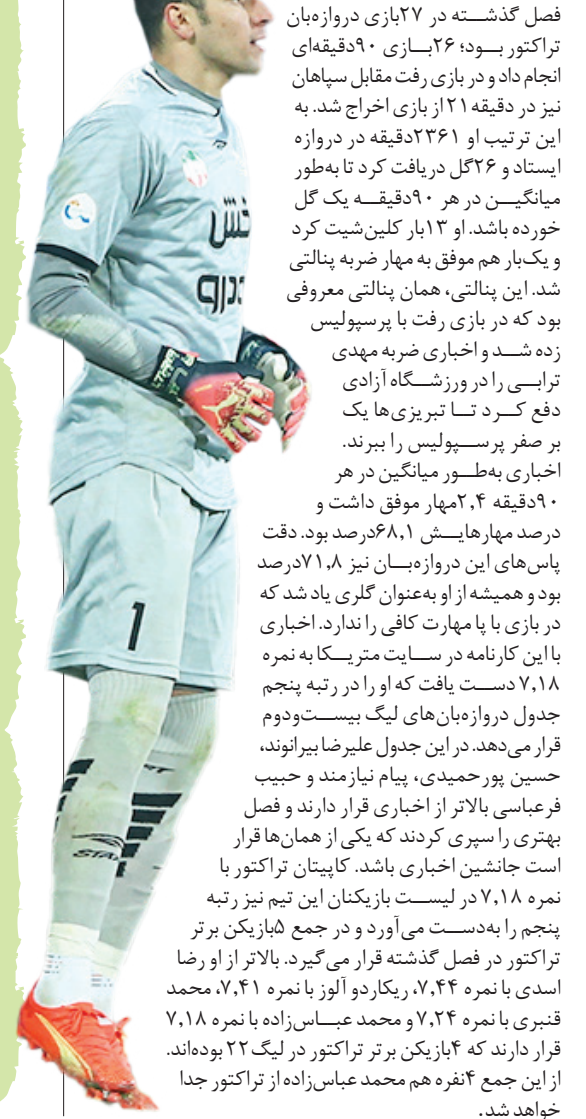 فصل گذشته در ۲۷بازی دروازه‌بان
تراکتور بود؛ ۲۶بازی ۹۰دقیقه‌ای
انجام داد و در بازی رفت مقابل سپاهان
نیز در دقیقه ۲۱ از بازی اخراج شد. به
این ترتیب او ۲۳۶۱دقیقه در دروازه
ایستاد و ۲۶گل دریافت کرد تا به‌طور
میانگین در هر ۹۰دقیقه یک گل
خورده باشد. او ۱۳بار کلین‌شیت کرد
و یک‌بار هم موفق به مهار ضربه پنالتی
شد. این پنالتی، همان پنالتی معروفی
بود که در بازی رفت با پرسپولیس
زده شد و اخباری ضربه مهدی
ترابی را در ورزشگاه آزادی
دفع کرد تا تبریزی‌ها یک
بر صفر پرسپولیس را ببرند.
اخباری به‌طور میانگین در هر
۹۰دقیقه ۲٫۴مهار موفق داشت و
درصد مهارهایش ۶۸٫۱درصد بود. دقت
پاس‌های این دروازه‌بان نیز ۷۱٫۸درصد
بود و همیشه از او به‌عنوان گلری یاد شد که
در بازی با پا مهارت کافی را ندارد. اخباری
با این کارنامه در سایت متریکا به نمره
۷٫۱۸ دست یافت که او را در رتبه پنجم
جدول دروازه‌بان‌های لیگ بیست‌ودوم
قرار می‌دهد. در این جدول علیرضا بیرانوند،
حسین پورحمیدی، پیام نیازمند و حبیب
فرعباسی بالاتر از اخباری قرار دارند و فصل
بهتری را سپری کردند که یکی از همان‌ها قرار
است جانشین اخباری باشد. کاپیتان تراکتور با
نمره ۷٫۱۸ در لیست بازیکنان این تیم نیز رتبه
پنجم را به‌دست می‌آورد و در جمع ۵بازیکن برتر
تراکتور در فصل گذشته قرار می‌گیرد. بالاتر از او رضا
اسدی با نمره ۷٫۴۴، ریکاردو آلوز با نمره ۷٫۴۱، محمد
قنبری با نمره ۷٫۲۴ و محمد عباس‌زاده با نمره ۷٫۱۸
قرار دارند که ۴بازیکن برتر تراکتور در لیگ ۲۲ بوده‌اند.
از این جمع ۴نفره هم محمد عباس‌زاده از تراکتور جدا
خواهد شد.
1